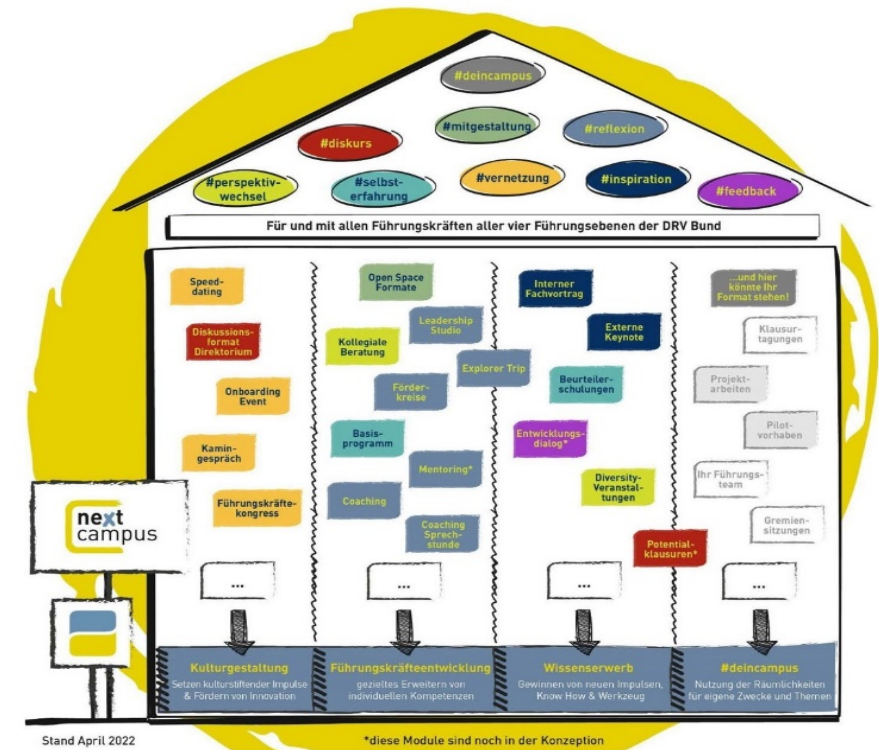 #deincampus
#mitgestaltung
#reflexion
#diskurs
#perspektiv-
wechsel
#selbst-
erfahrung
#vernetzung
#inspiration
#feedback
Für und mit allen Führungskräften aller vier Führungsebenen der DRV Bund
Speed-
dating
Diskussions-
format
Direktorium
Onboarding
Event
Kamin-
gespräch
Führungskräfte-
kongress
...
Open Space
Formate
Leadership
Studio
Kollegiale
Beratung
Explorer Trip
Förder-
kreise
Basis-
programm
Mentoring*
Coaching
Coaching
Sprech-
stunde
...
Interner
Fachvortrag
Externe
Keynote
Beurteiler-
schulungen
Entwicklungs-
dialog*
Diversity-
Veranstal-
tungen
Potential-
klausuren*
...
...und hier
könnte Ihr
Format stehen!
Klausur-
tagungen
Projekt-
arbeiten
Pilot-
vorhaben
Ihr Führungs-
team
Gremien-
sitzungen
...
next
campus
Kulturgestaltung
Setzen kulturstiftender Impulse
& Fördern von Innovation
Führungskräfteentwicklung
gezieltes Erweitern von
individuellen Kompetenzen
Wissenserwerb
Gewinnen von neuen Impulsen,
Know How & Werkzeug
#deincampus
Nutzung der Räumlichkeiten
für eigene Zwecke und Themen
Stand April 2022
*diese Module sind noch in der Konzeption